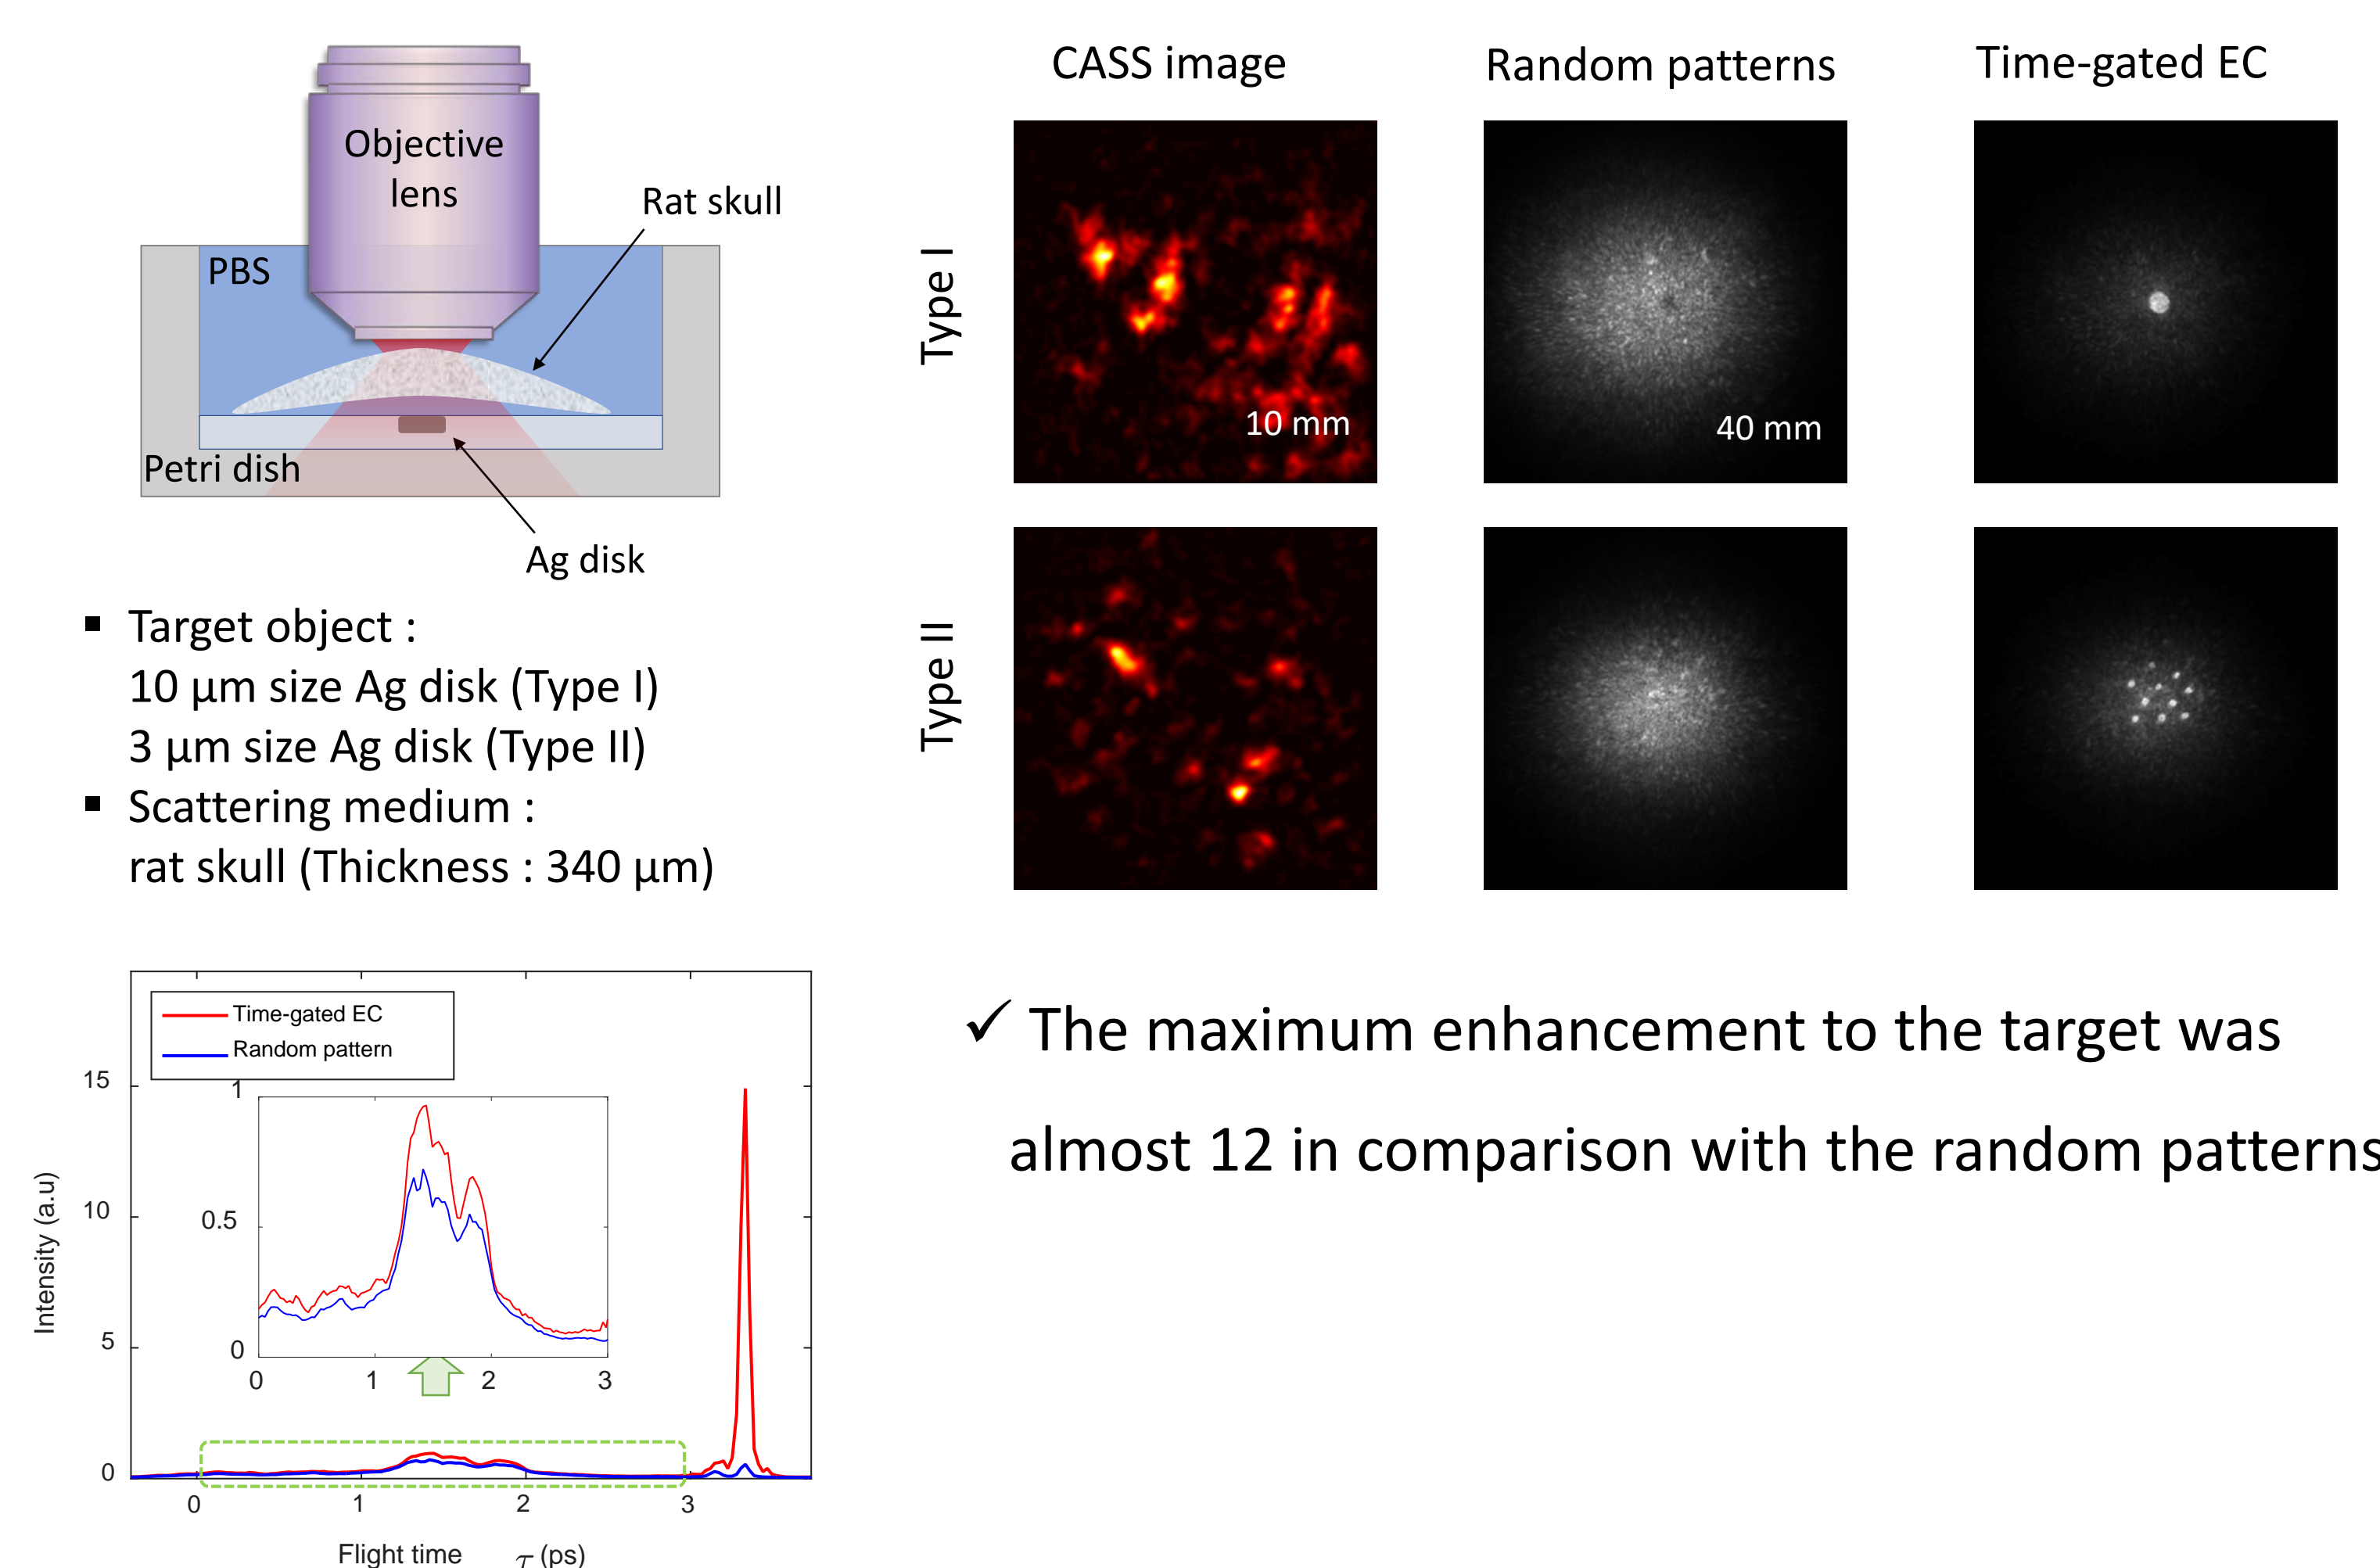 Objective
lens
Rat skull
PBS
Petri dish
Ag disk
▪ Target object :
10 µm size Ag disk (Type I)
3 µm size Ag disk (Type II)
▪ Scattering medium :
rat skull (Thickness : 340 µm)
CASS image
Random patterns
Time-gated EC
Type I
10 mm
40 mm
Type II
Time-gated EC
Random pattern
Intensity (a.u)
15
10
5
0
1
0.5
0
0 1 2 3
0 1 2 3
Flight time τ (ps)
✓ The maximum enhancement to the target was
almost 12 in comparison with the random patterns